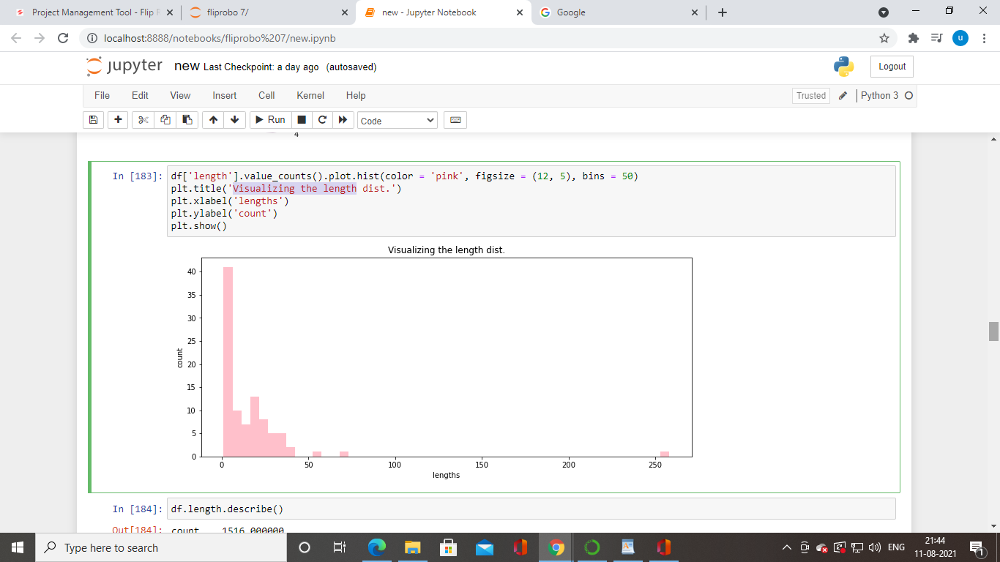 Project Management Tool - Flip
fliprobo 7/
new - Jupyter Notebook
Google
localhost:8888/notebooks/fliprobo%207/new.ipynb
u
jupyter new Last Checkpoint: a day ago (autosaved)
Logout
File Edit View Insert Cell Kernel Help
Trusted
Python 3
Run
Code
4
In [183]:
df['length'].value_counts().plot.hist(color = 'pink', figsize = (12, 5), bins = 50)
plt.title('Visualizing the length dist.')
plt.xlabel('lengths')
plt.ylabel('count')
plt.show()
Visualizing the length dist.
40
35
30
25
20
15
10
5
0
count
0 50 100 150 200 250
lengths
In [184]: df.length.describe()
Out[184]: count 1516.000000
Type here to search
ENG
21:44
11-08-2021
1